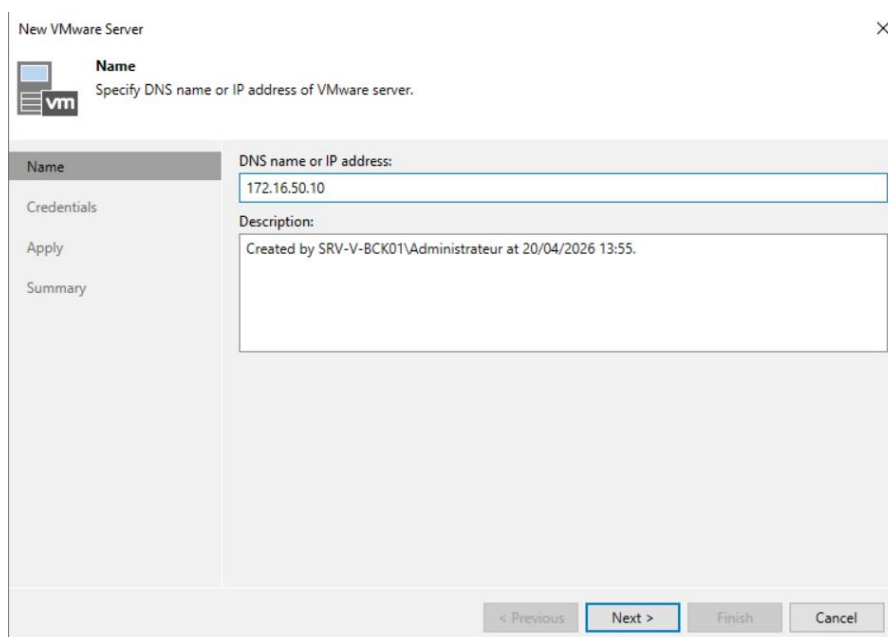 New VMware Server
Name
Specify DNS name or IP address of VMware server.
vm
Name
Credentials
Apply
Summary
DNS name or IP address:
172.16.50.10
Description:
Created by SRV-V-BCK01\Administrateur at 20/04/2026 13:55.
< Previous
Next >
Finish
Cancel